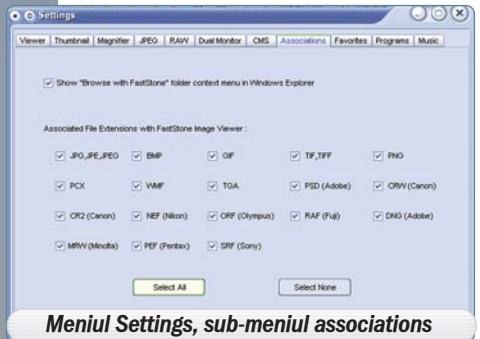 Settings
Viewer Thumbnail Magnifier JPEG RAW Dual Monitor CMS Associations Favorites Programs Music
Show "Browse with FastStone" folder context menu in Windows Explorer
Associated File Extensions with FastStone Image Viewer :
JPG,JPE,JPEG BMP GIF TIF,TIFF PNG
PCX WMF TGA PSD (Adobe) CRW (Canon)
CR2 (Canon) NEF (Nikon) ORF (Olympus) RAF (Fuji) DNG (Adobe)
MRW (Minolta) PEF (Pentax) SRF (Sony)
Select All Select None
Meniul Settings, sub-meniul associations